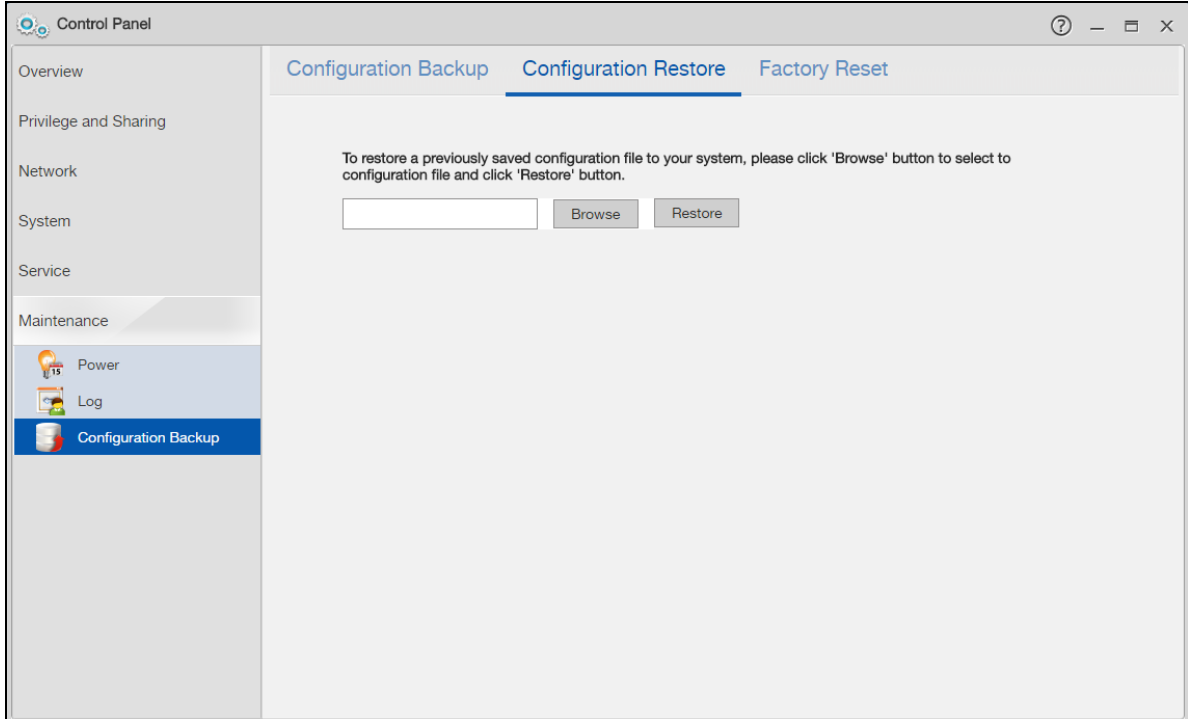 Control Panel
Overview
Privilege and Sharing
Network
System
Service
Maintenance
15
Power
Log
Configuration Backup
Configuration Backup
Configuration Restore
Factory Reset
To restore a previously saved configuration file to your system, please click 'Browse' button to select to
configuration file and click 'Restore' button.
Browse
Restore